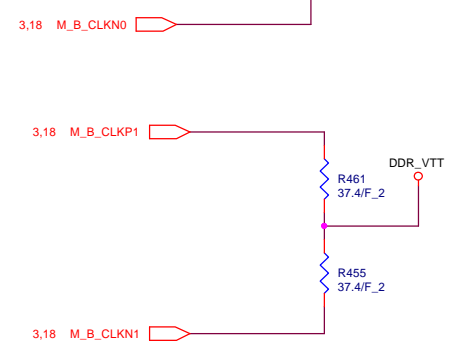 3,18 M_B_CLKN0
3,18 M_B_CLKP1
DDR_VTT
R461
37.4/F_2
R455
37.4/F_2
3,18 M_B_CLKN1